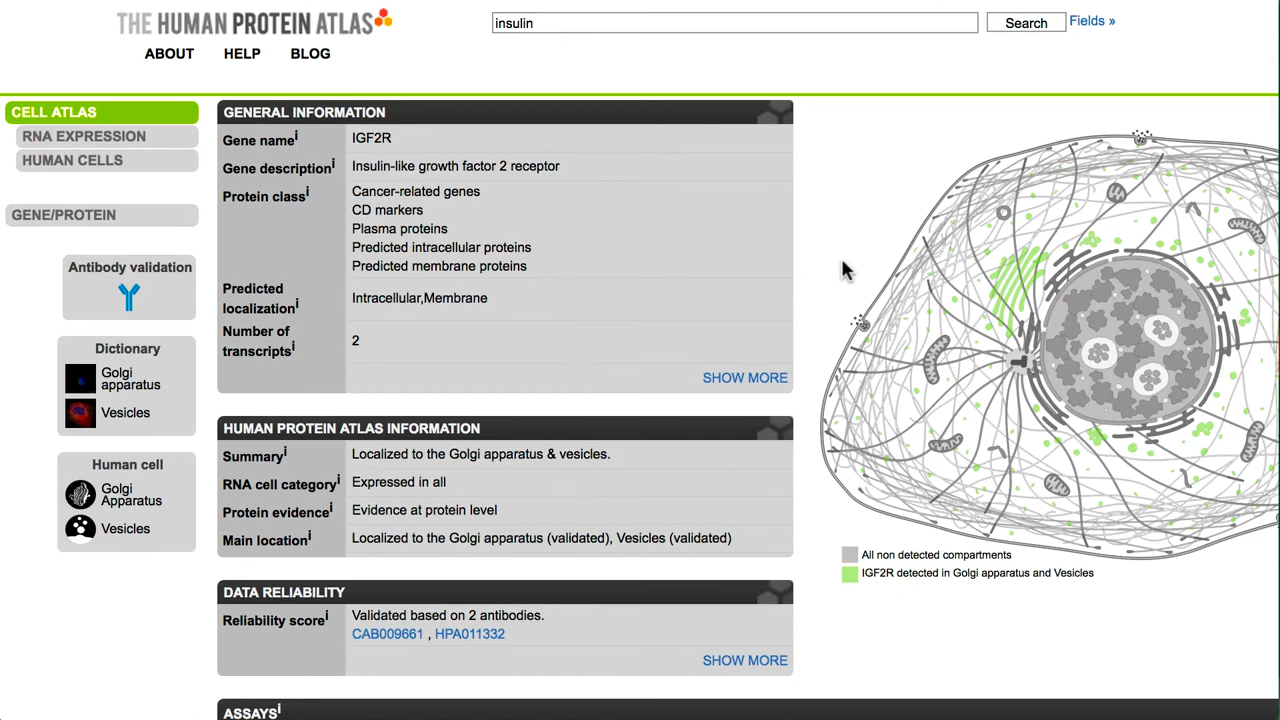 THE HUMAN PROTEIN ATLAS
insulin
Search
Fields »
ABOUT HELP BLOG
CELL ATLAS
RNA EXPRESSION
HUMAN CELLS
GENE/PROTEIN
Antibody validation
Dictionary
Golgi
apparatus
Vesicles
Human cell
Golgi
Apparatus
Vesicles
GENERAL INFORMATION
Gene name i IGF2R
Gene description i Insulin-like growth factor 2 receptor
Protein class i Cancer-related genes
CD markers
Plasma proteins
Predicted intracellular proteins
Predicted membrane proteins
Predicted
localization i Intracellular,Membrane
Number of
transcripts i 2
SHOW MORE
HUMAN PROTEIN ATLAS INFORMATION
Summary i Localized to the Golgi apparatus & vesicles.
RNA cell category i Expressed in all
Protein evidence i Evidence at protein level
Main location i Localized to the Golgi apparatus (validated), Vesicles (validated)
DATA RELIABILITY
Reliability score i Validated based on 2 antibodies.
CAB009661 , HPA011332
SHOW MORE
ASSAYS i
All non detected compartments
IGF2R detected in Golgi apparatus and Vesicles